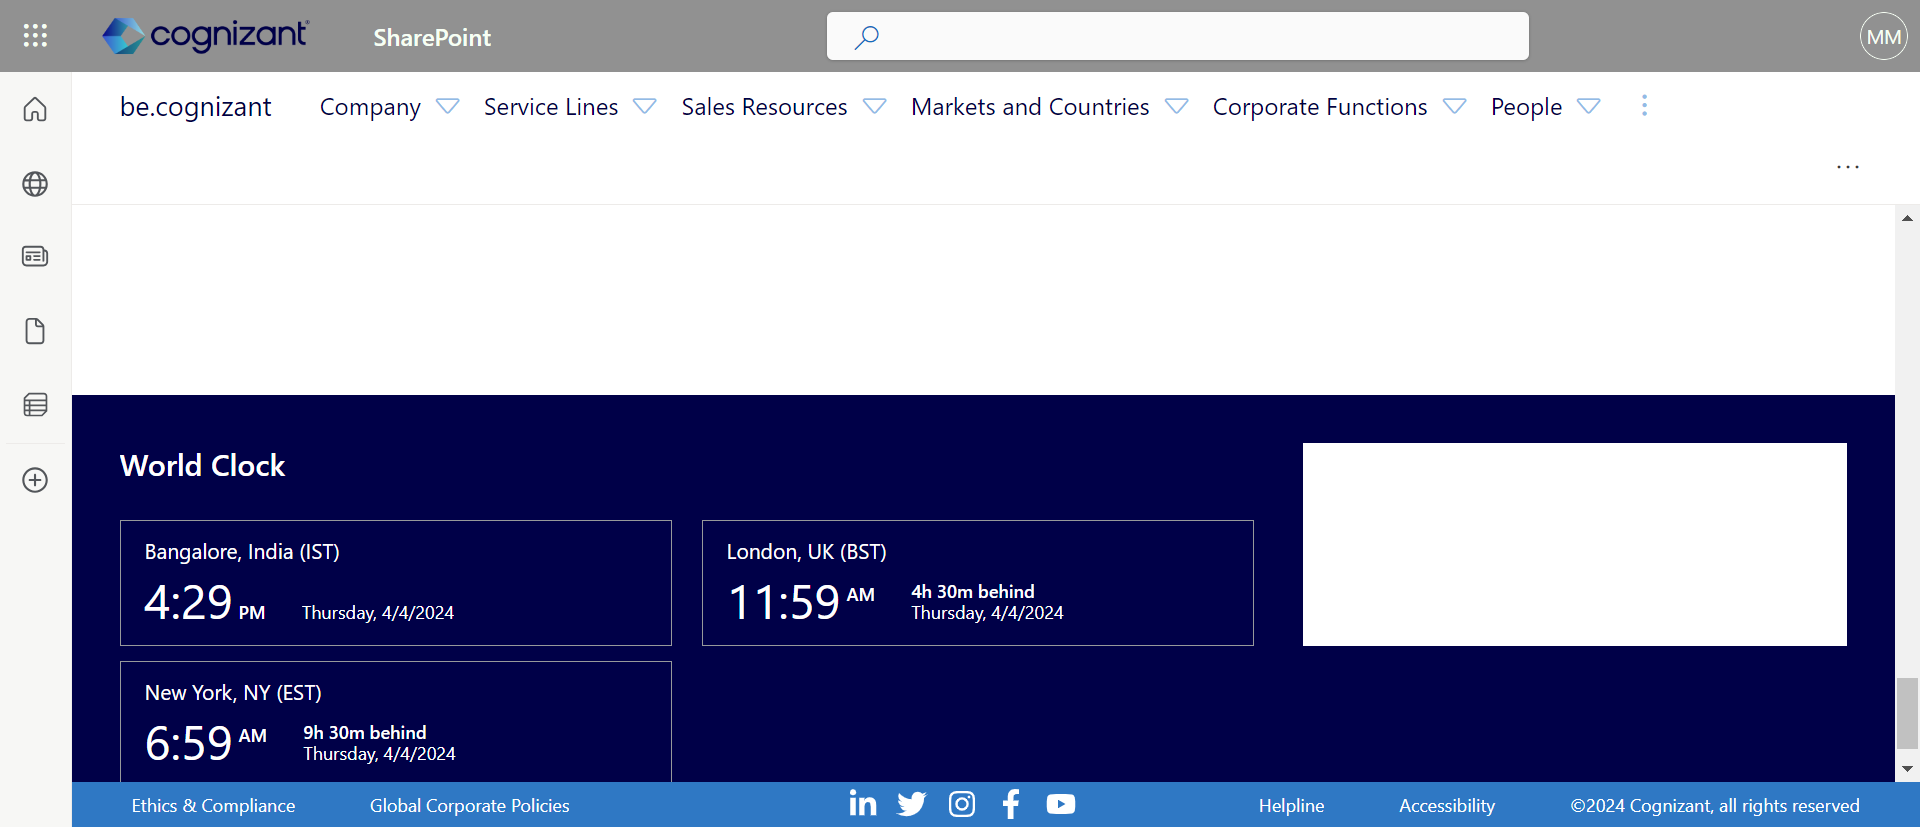 cognizant
SharePoint
MM
be.cognizant
Company
Service Lines
Sales Resources
Markets and Countries
Corporate Functions
People
World Clock
Bangalore, India (IST)
4:29 PM
Thursday, 4/4/2024
London, UK (BST)
11:59 AM
4h 30m behind
Thursday, 4/4/2024
New York, NY (EST)
6:59 AM
9h 30m behind
Thursday, 4/4/2024
Ethics & Compliance
Global Corporate Policies
Helpline
Accessibility
©2024 Cognizant, all rights reserved